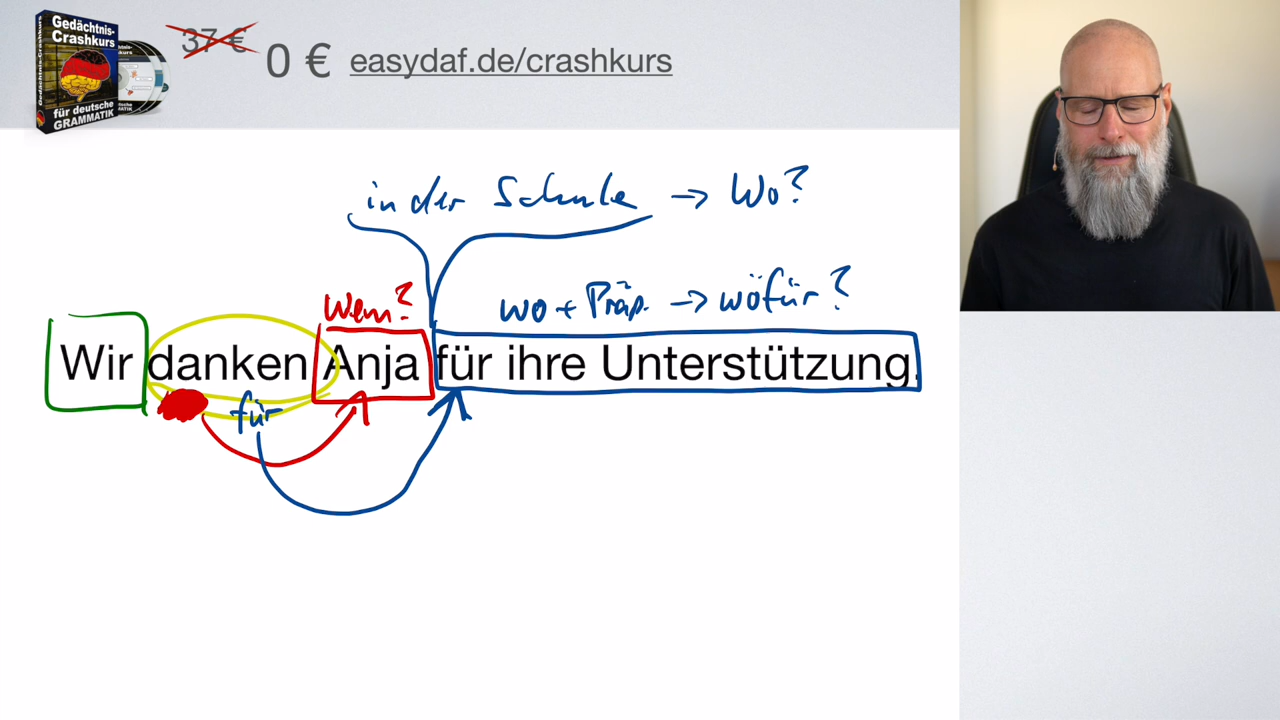 Gedächtnis-
Crashkurs
für deutsche
GRAMMATIK
37 €
0 € easydaf.de/crashkurs
in der Schule → Wo?
Wem?
wo + Präp. → wofür?
Wir danken Anja für ihre Unterstützung.
für